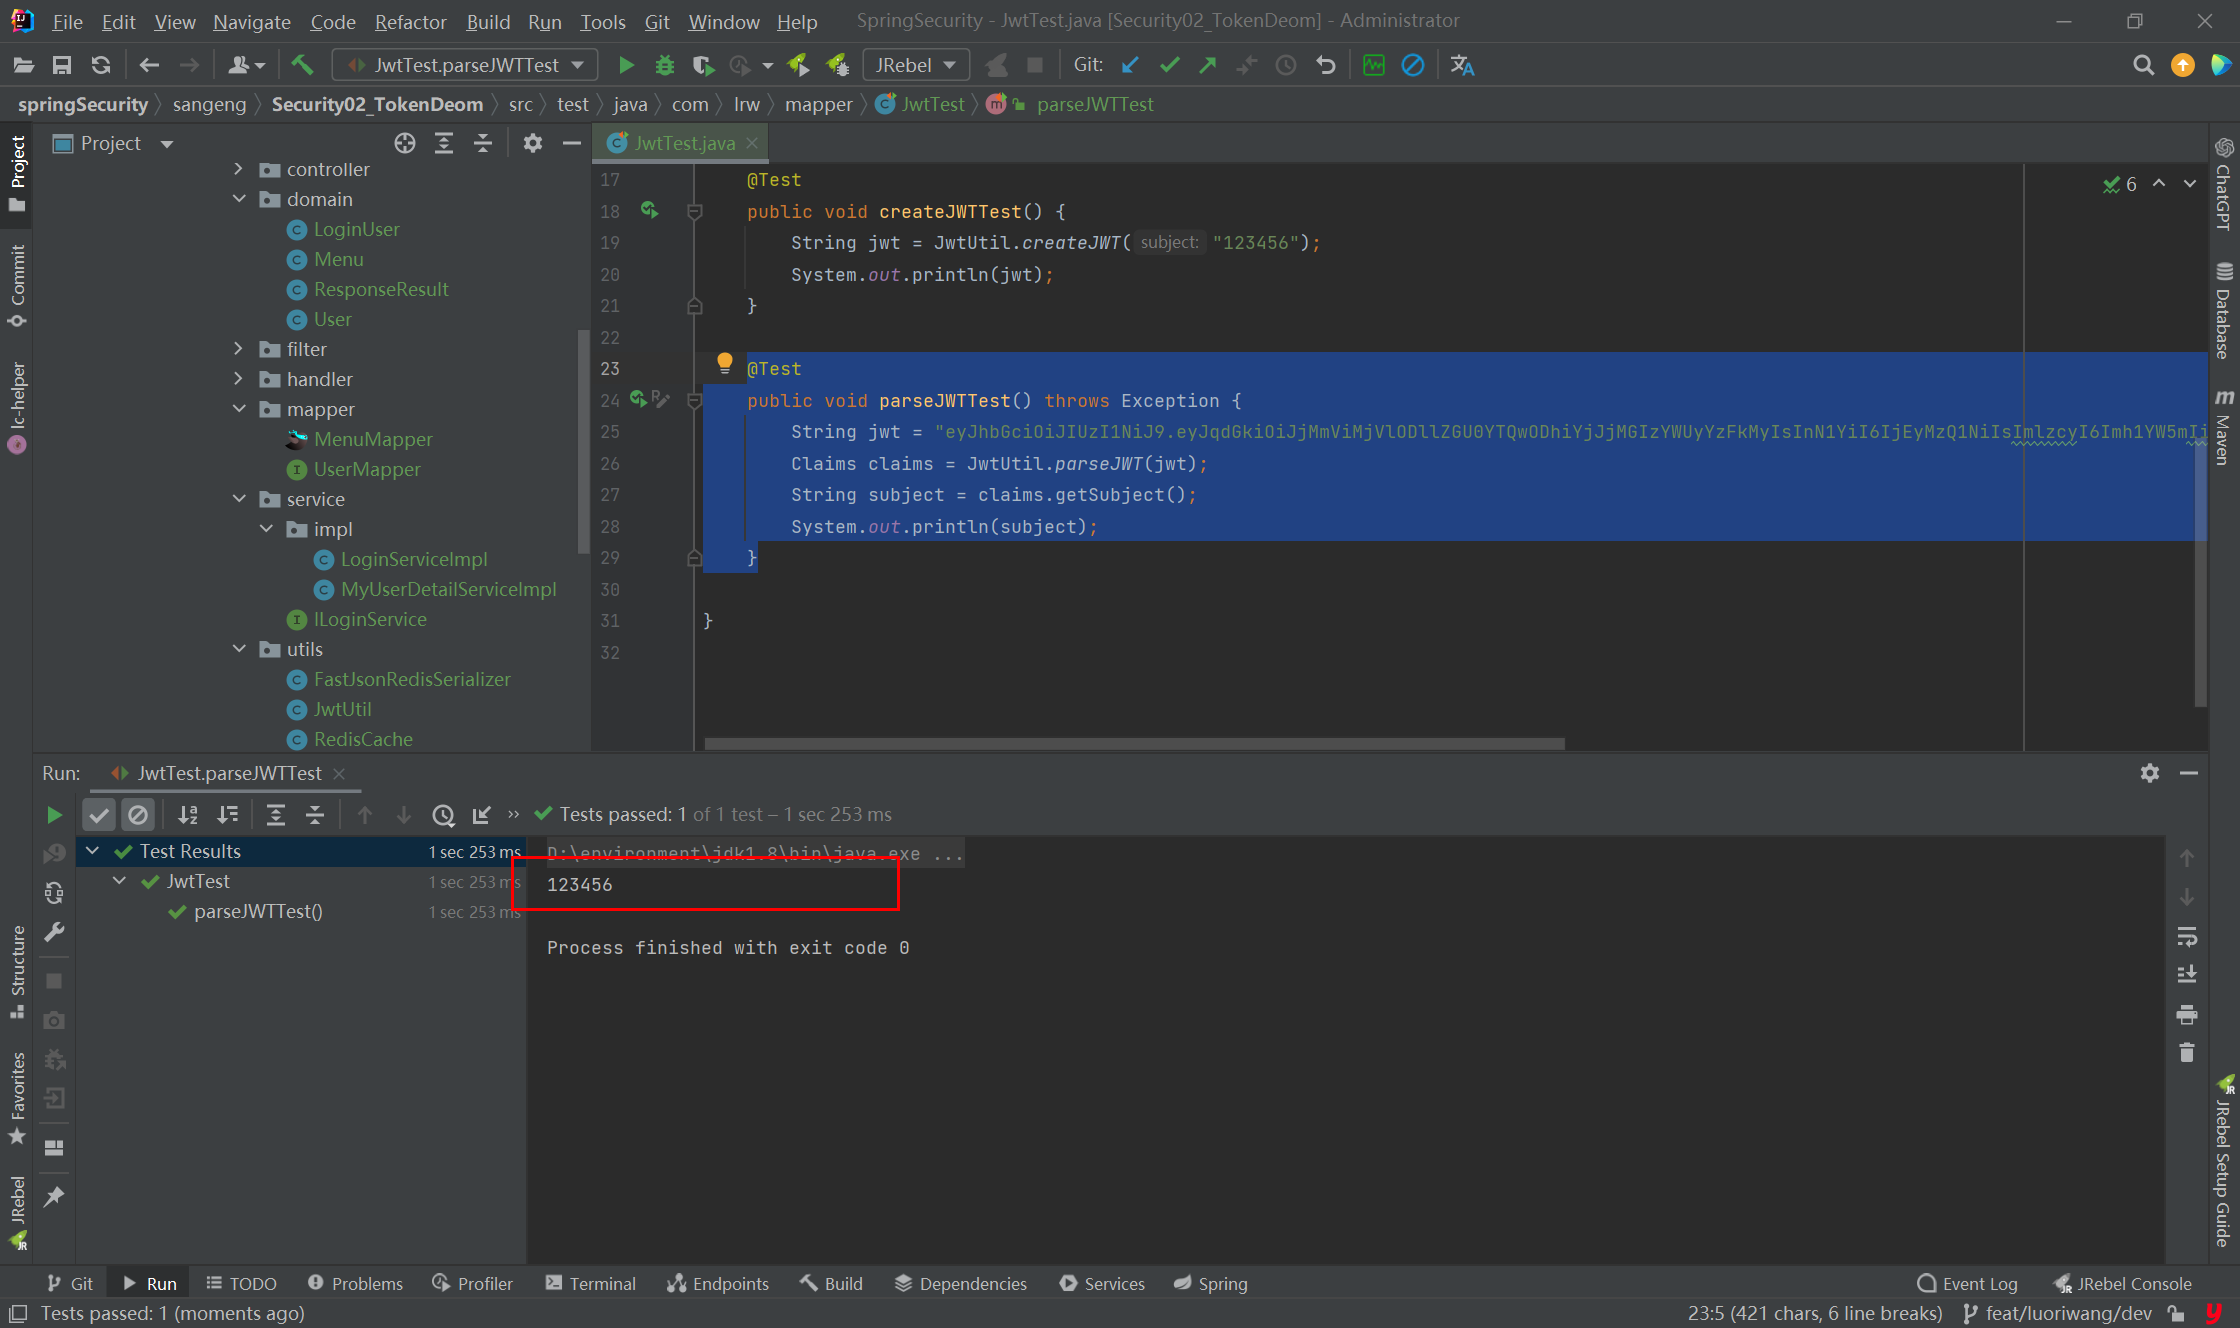 File Edit View Navigate Code Refactor Build Run Tools Git Window Help SpringSecurity - JwtTest.java [Security02_TokenDeom] - Administrator
JwtTest.parseJWTTest JRebel Git:
springSecurity sangeng Security02_TokenDeom src test java com lrw mapper JwtTest parseJWTTest
Project
Commit
lc-helper
Structure
Favorites
JRebel
Project
controller
domain
LoginUser
Menu
ResponseResult
User
filter
handler
mapper
MenuMapper
UserMapper
service
impl
LoginServiceImpl
MyUserDetailServiceImpl
ILoginService
utils
FastJsonRedisSerializer
JwtUtil
RedisCache
JwtTest.java
6
17 @Test
18 public void createJWTTest() {
19 String jwt = JwtUtil.createJWT( subject: "123456");
20 System.out.println(jwt);
21 }
22
23 @Test
24 public void parseJWTTest() throws Exception {
25 String jwt = "eyJhbGciOiJIUzI1NiJ9.eyJqdGkiOiJjMmViMjVlODllZGU0YTQwODhiYjJjMGIzYWUyYzFkMyIsInN1YiI6IjEyMzQ1NiIsImlzcyI6Imh1YW5mIi
26 Claims claims = JwtUtil.parseJWT(jwt);
27 String subject = claims.getSubject();
28 System.out.println(subject);
29 }
30
31 }
32
ChatGPT
Database
Maven
JRebel Setup Guide
Run: JwtTest.parseJWTTest
Tests passed: 1 of 1 test – 1 sec 253 ms
Test Results 1 sec 253 ms
JwtTest 1 sec 253 ms
parseJWTTest() 1 sec 253 ms
D:\environment\jdk1.8\bin\java.exe ...
123456
Process finished with exit code 0
Git Run TODO Problems Profiler Terminal Endpoints Build Dependencies Services Spring Event Log JRebel Console
Tests passed: 1 (moments ago) 23:5 (421 chars, 6 line breaks) feat/luoriwang/dev